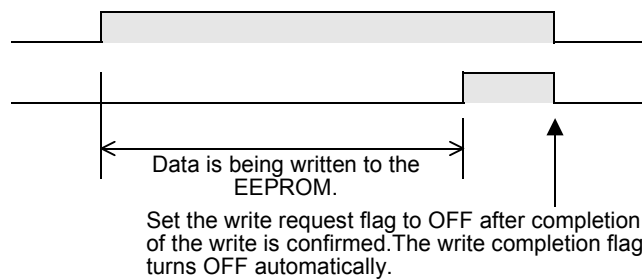 Data is being written to the
EEPROM.
Set the write request flag to OFF after completion
of the write is confirmed.The write completion flag
turns OFF automatically.